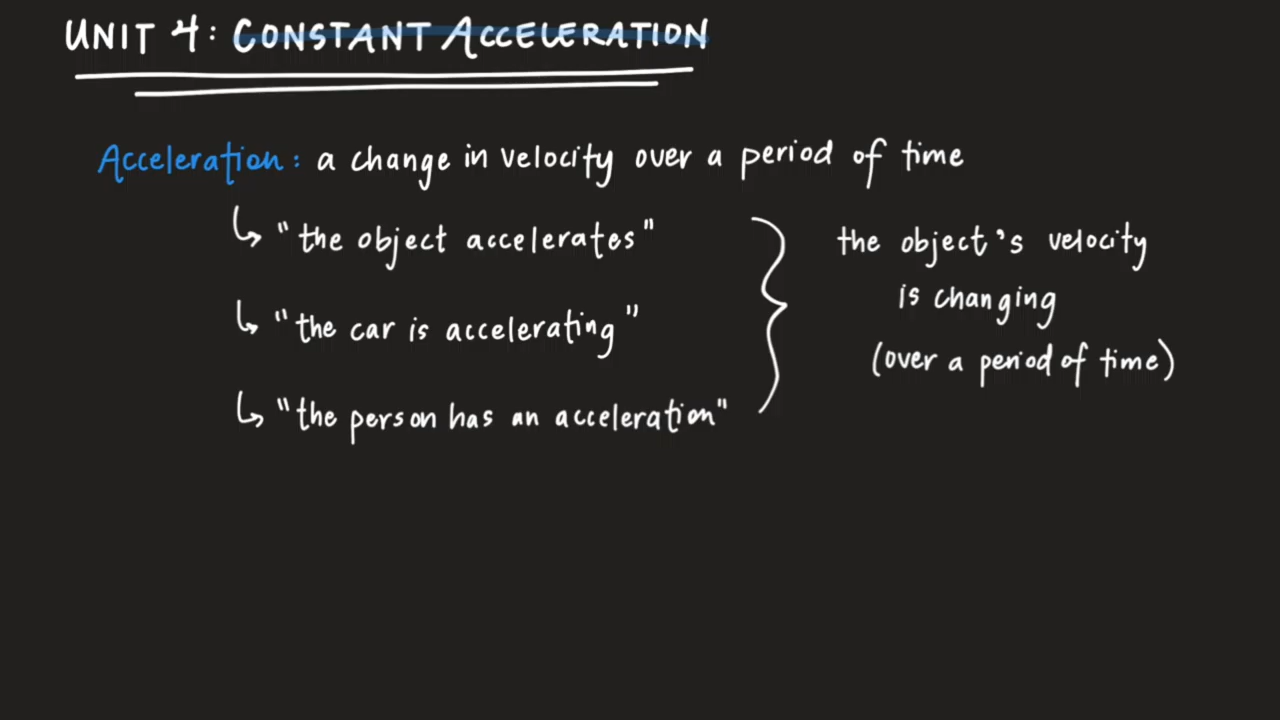 UNIT 4: CONSTANT ACCELERATION
Acceleration: a change in velocity over a period of time
↳ "the object accelerates"
↳ "the car is accelerating"
↳ "the person has an acceleration"
the object's velocity
is changing
(over a period of time)